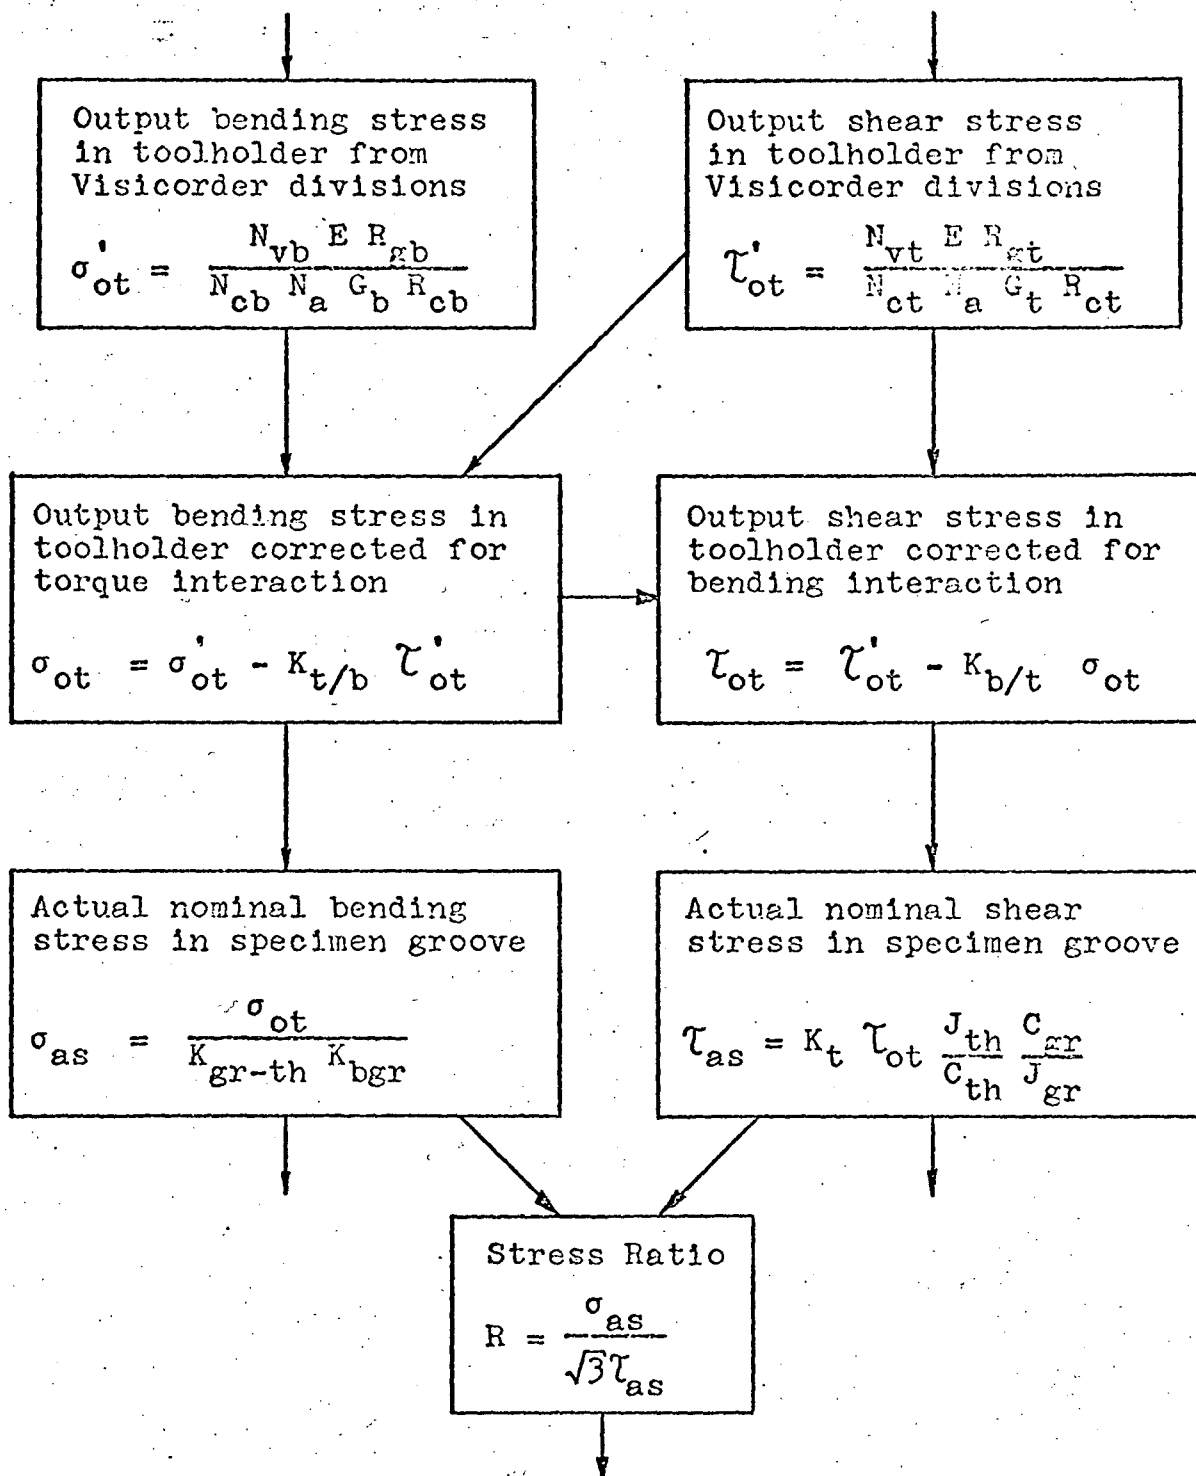 Output bending stress
in toolholder from
Visicorder divisions
σ'ot = Nvb E Rgb / Ncb Na Gb Rcb
Output shear stress
in toolholder from
Visicorder divisions
τ'ot = Nvt E Rgt / Nct Na Gt Rct
Output bending stress in
toolholder corrected for
torque interaction
σot = σ'ot - Kt/b τ'ot
Output shear stress in
toolholder corrected for
bending interaction
τot = τ'ot - Kb/t σot
Actual nominal bending
stress in specimen groove
σas = σot / Kgr-th Kbgr
Actual nominal shear
stress in specimen groove
τas = Kt τot Jth/Cth Cgr/Jgr
Stress Ratio
R = σas / √3 τas